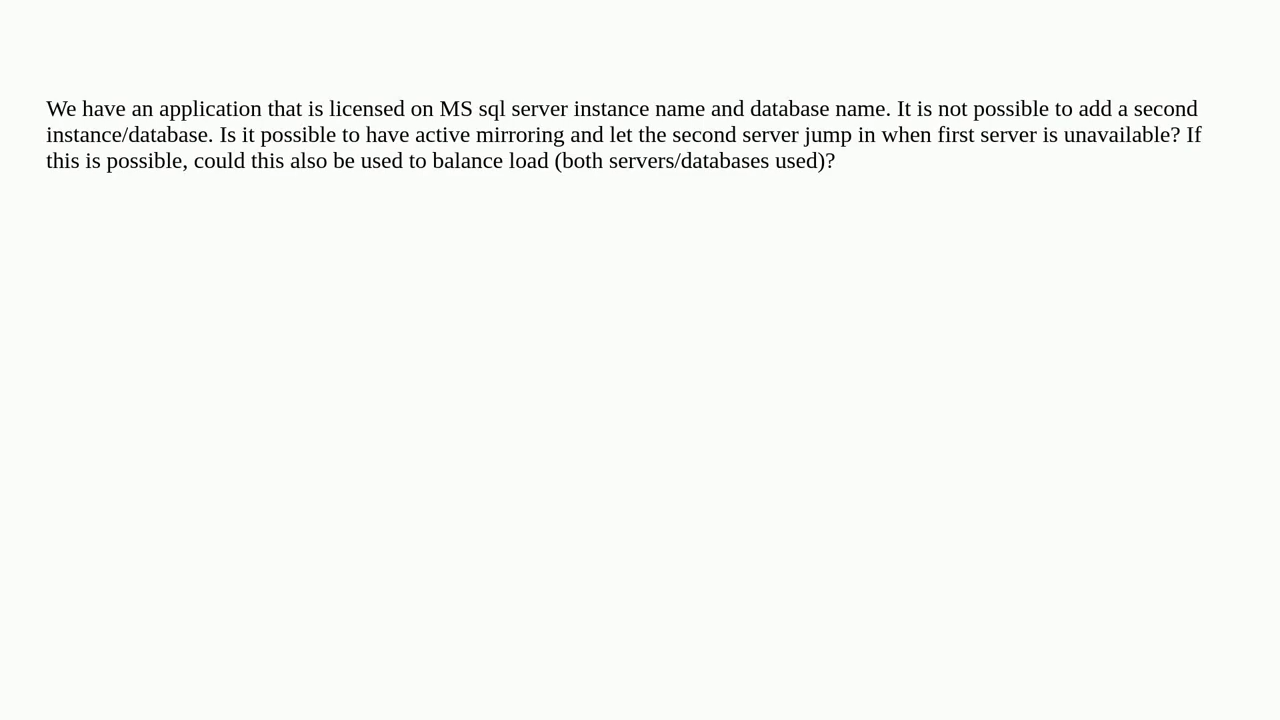 We have an application that is licensed on MS sql server instance name and database name. It is not possible to add a second
instance/database. Is it possible to have active mirroring and let the second server jump in when first server is unavailable? If
this is possible, could this also be used to balance load (both servers/databases used)?